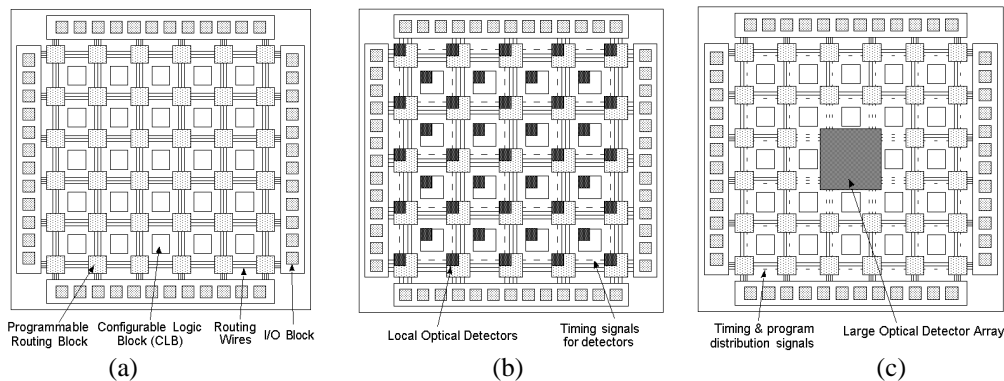 Programmable
Routing Block
Configurable Logic
Block (CLB)
Routing
Wires
I/O Block
(a)
Local Optical Detectors
Timing signals
for detectors
(b)
Timing & program
distribution signals
Large Optical Detector Array
(c)